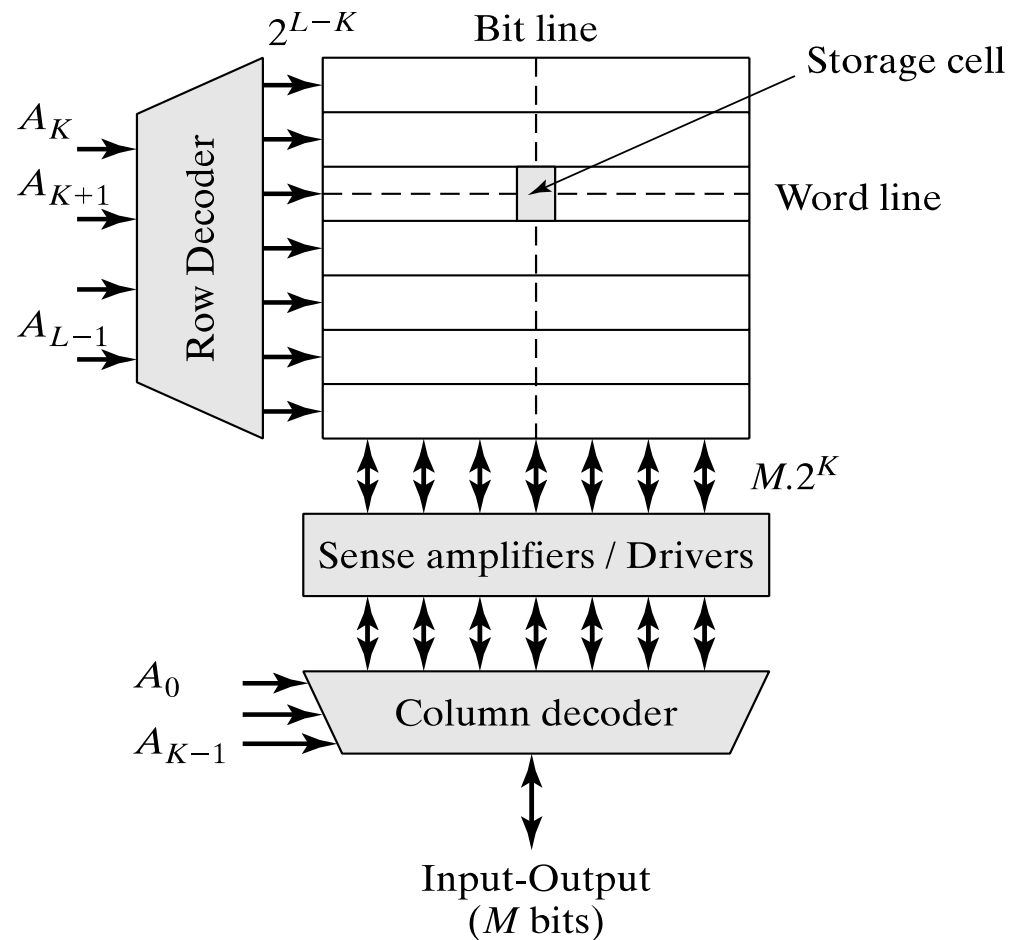 2^{L−K}
Bit line
Storage cell
A_K
A_{K+1}
Row Decoder
Word line
A_{L−1}
M.2^K
Sense amplifiers / Drivers
A_0
Column decoder
A_{K−1}
Input-Output
(M bits)